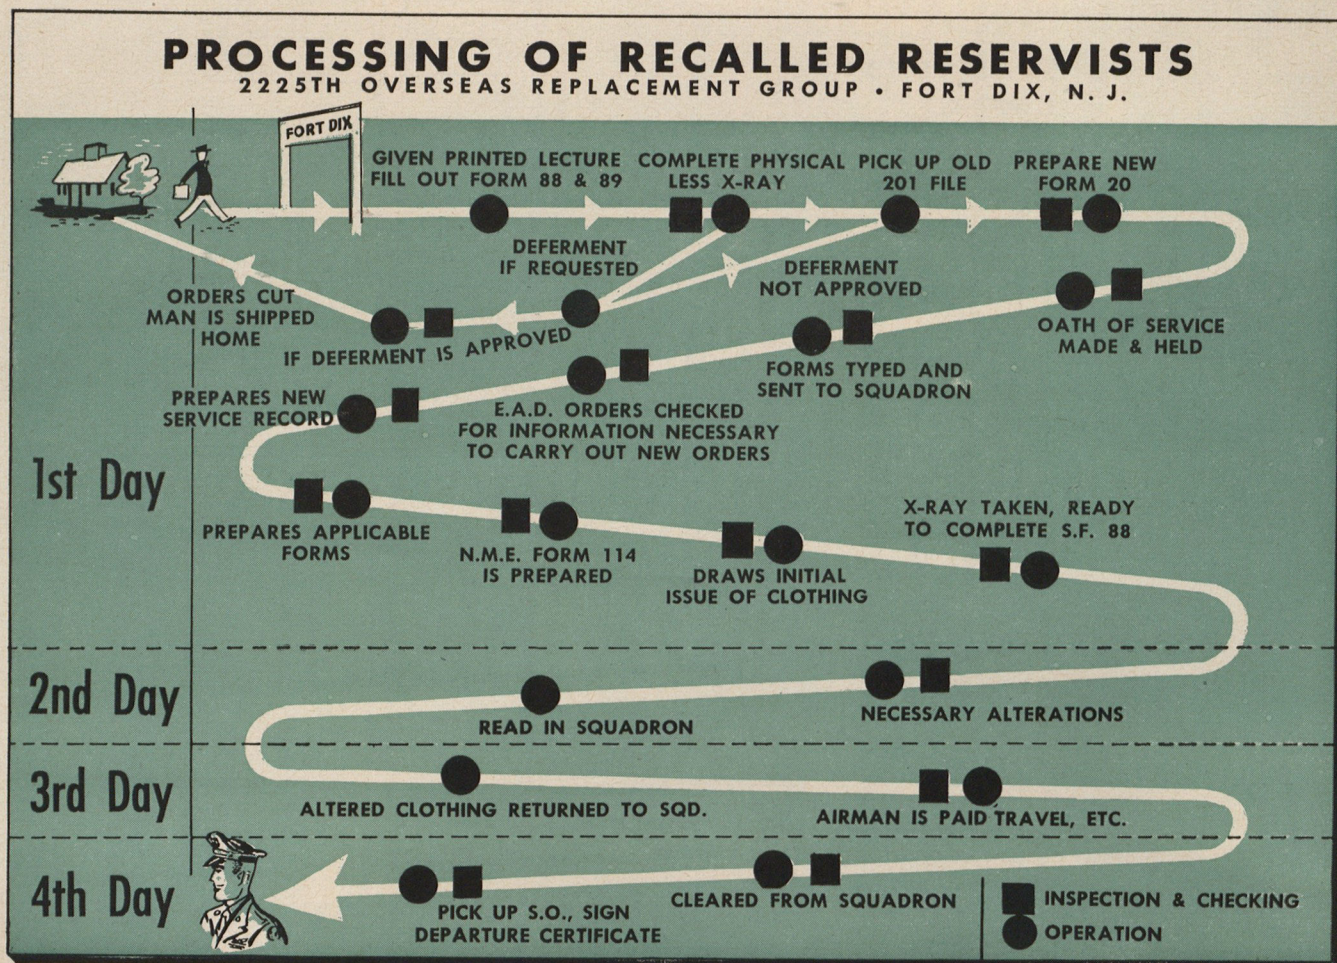 PROCESSING OF RECALLED RESERVISTS
2225TH OVERSEAS REPLACEMENT GROUP • FORT DIX, N. J.
FORT DIX
GIVEN PRINTED LECTURE
FILL OUT FORM 88 & 89
COMPLETE PHYSICAL
LESS X-RAY
PICK UP OLD
201 FILE
PREPARE NEW
FORM 20
DEFERMENT
IF REQUESTED
DEFERMENT
NOT APPROVED
ORDERS CUT
MAN IS SHIPPED
HOME
IF DEFERMENT IS APPROVED
OATH OF SERVICE
MADE & HELD
FORMS TYPED AND
SENT TO SQUADRON
E.A.D. ORDERS CHECKED
FOR INFORMATION NECESSARY
TO CARRY OUT NEW ORDERS
PREPARES NEW
SERVICE RECORD
1st Day
PREPARES APPLICABLE
FORMS
N.M.E. FORM 114
IS PREPARED
DRAWS INITIAL
ISSUE OF CLOTHING
X-RAY TAKEN, READY
TO COMPLETE S.F. 88
2nd Day
NECESSARY ALTERATIONS
READ IN SQUADRON
3rd Day
ALTERED CLOTHING RETURNED TO SQD.
AIRMAN IS PAID TRAVEL, ETC.
4th Day
CLEARED FROM SQUADRON
PICK UP S.O., SIGN
DEPARTURE CERTIFICATE
INSPECTION & CHECKING
OPERATION